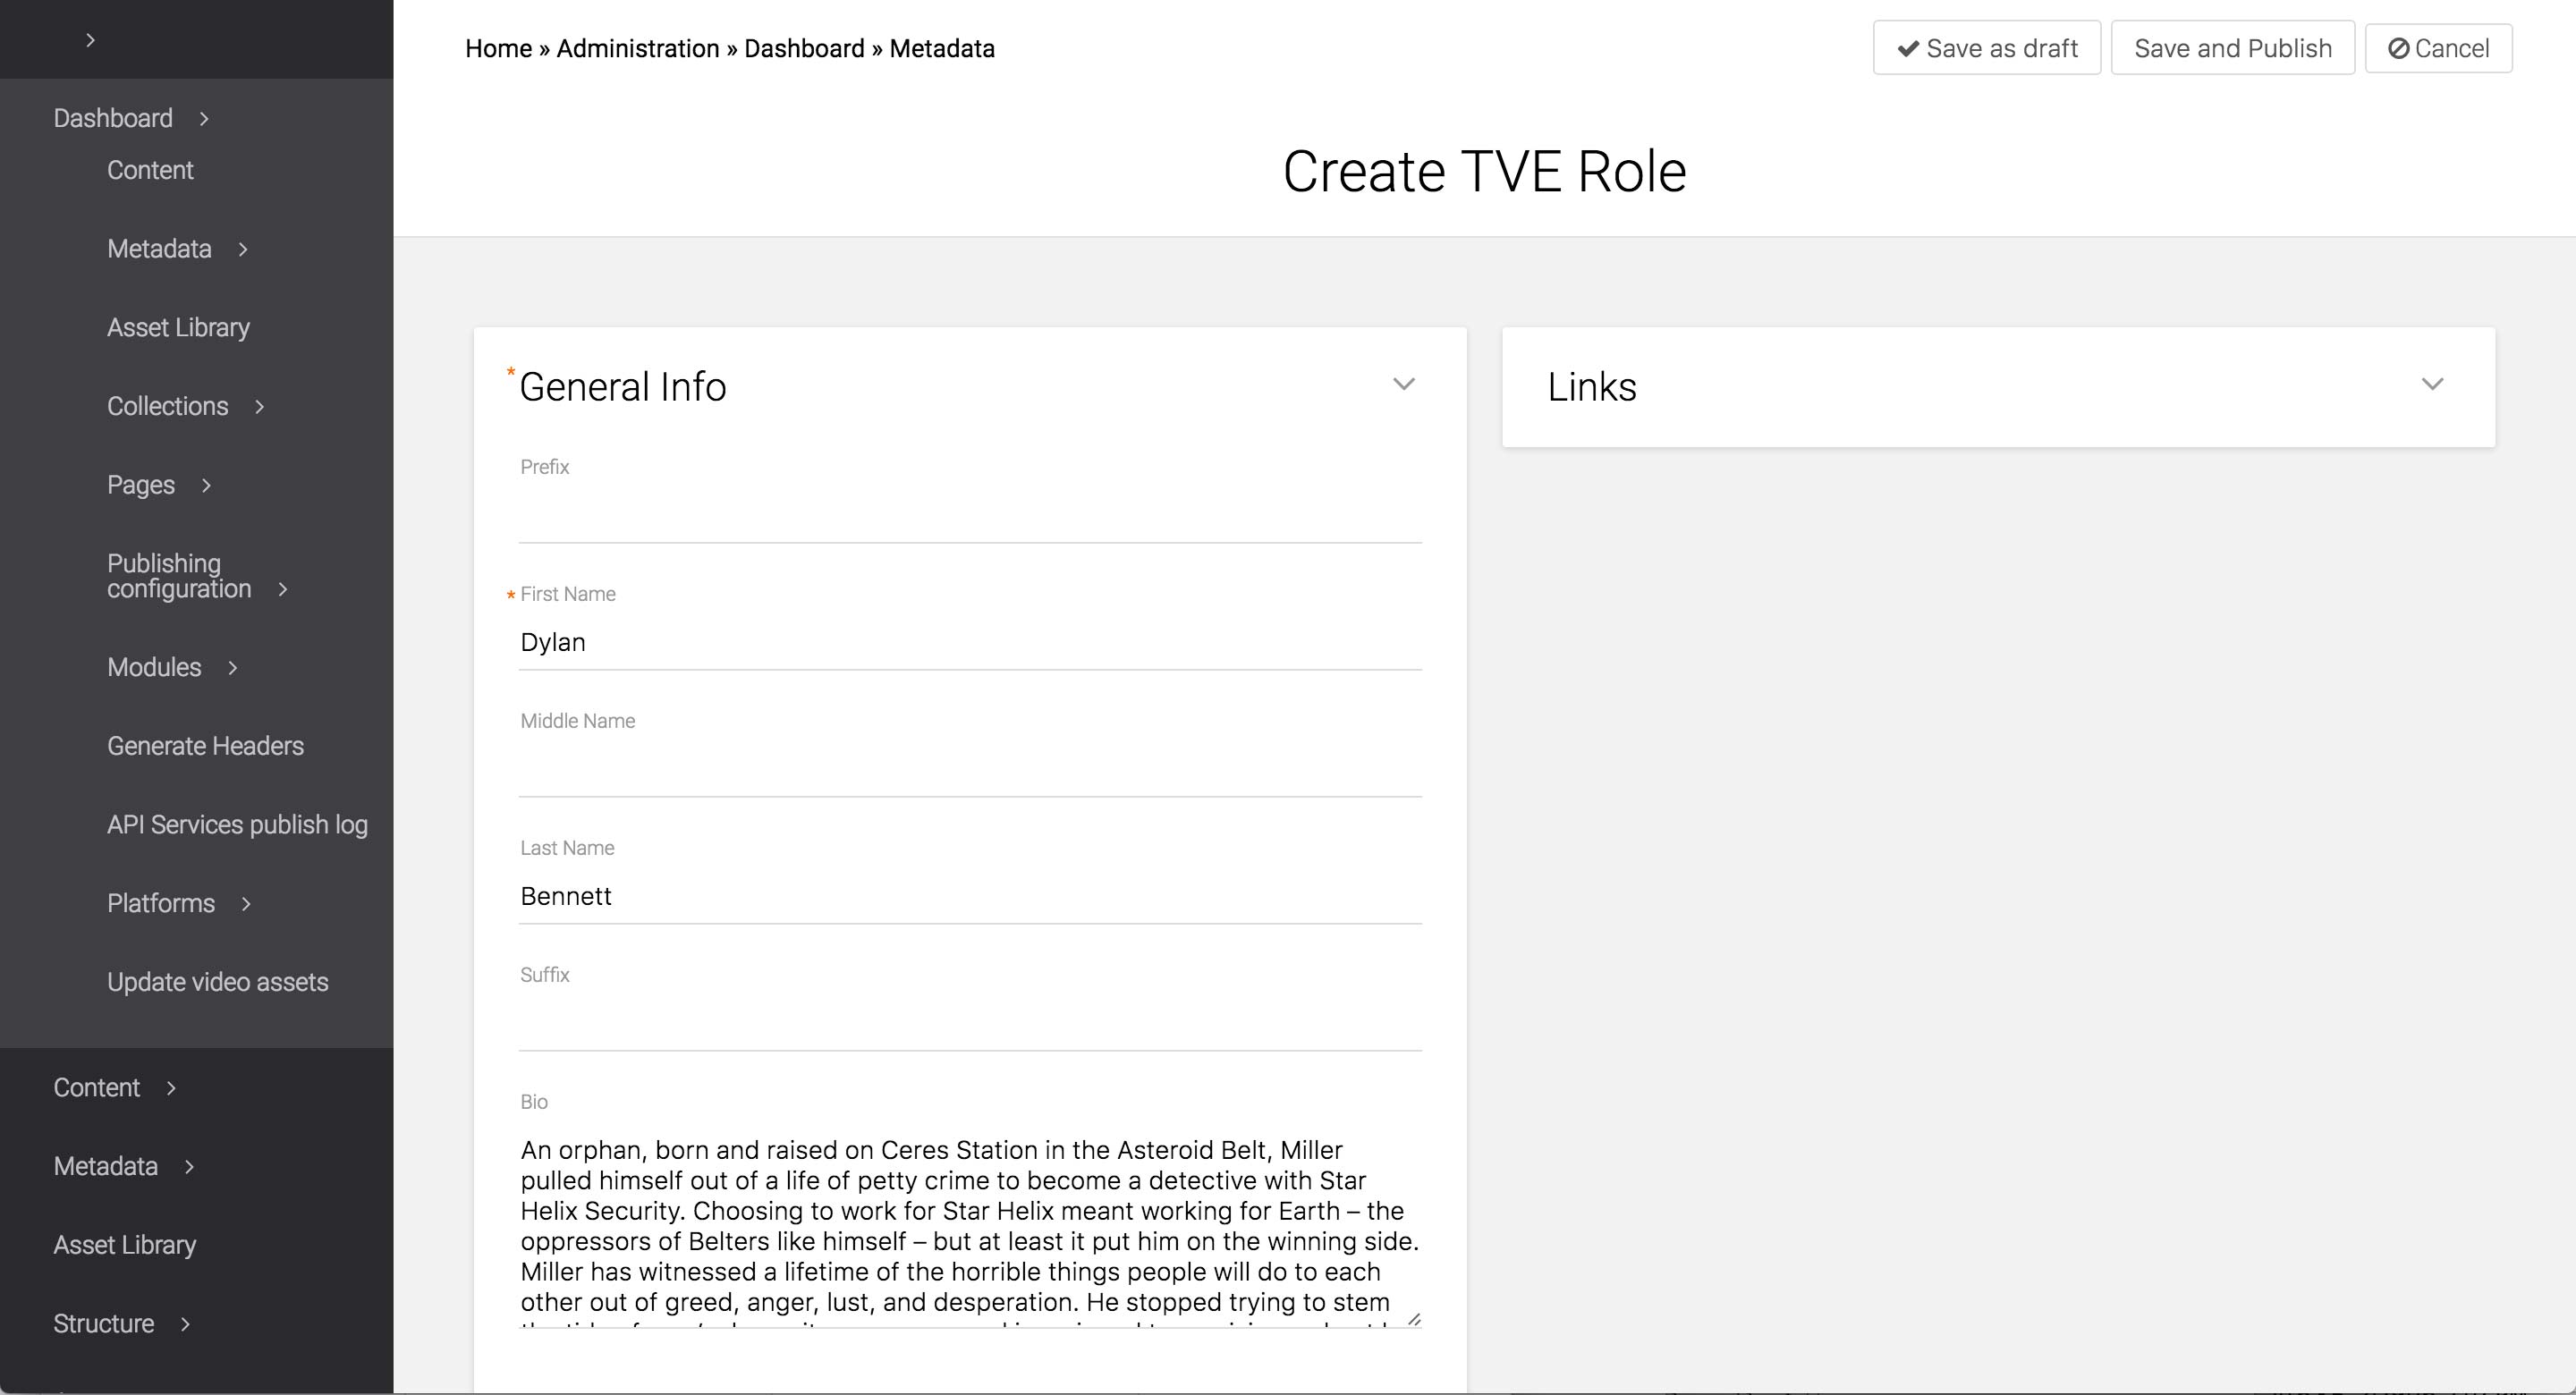 Home » Administration » Dashboard » Metadata
Save as draft
Save and Publish
Cancel
Create TVE Role
Dashboard
Content
Metadata
Asset Library
Collections
Pages
Publishing
configuration
Modules
Generate Headers
API Services publish log
Platforms
Update video assets
Content
Metadata
Asset Library
Structure
* General Info
Prefix
* First Name
Dylan
Middle Name
Last Name
Bennett
Suffix
Bio
An orphan, born and raised on Ceres Station in the Asteroid Belt, Miller
pulled himself out of a life of petty crime to become a detective with Star
Helix Security. Choosing to work for Star Helix meant working for Earth – the
oppressors of Belters like himself – but at least it put him on the winning side.
Miller has witnessed a lifetime of the horrible things people will do to each
other out of greed, anger, lust, and desperation. He stopped trying to stem
Links